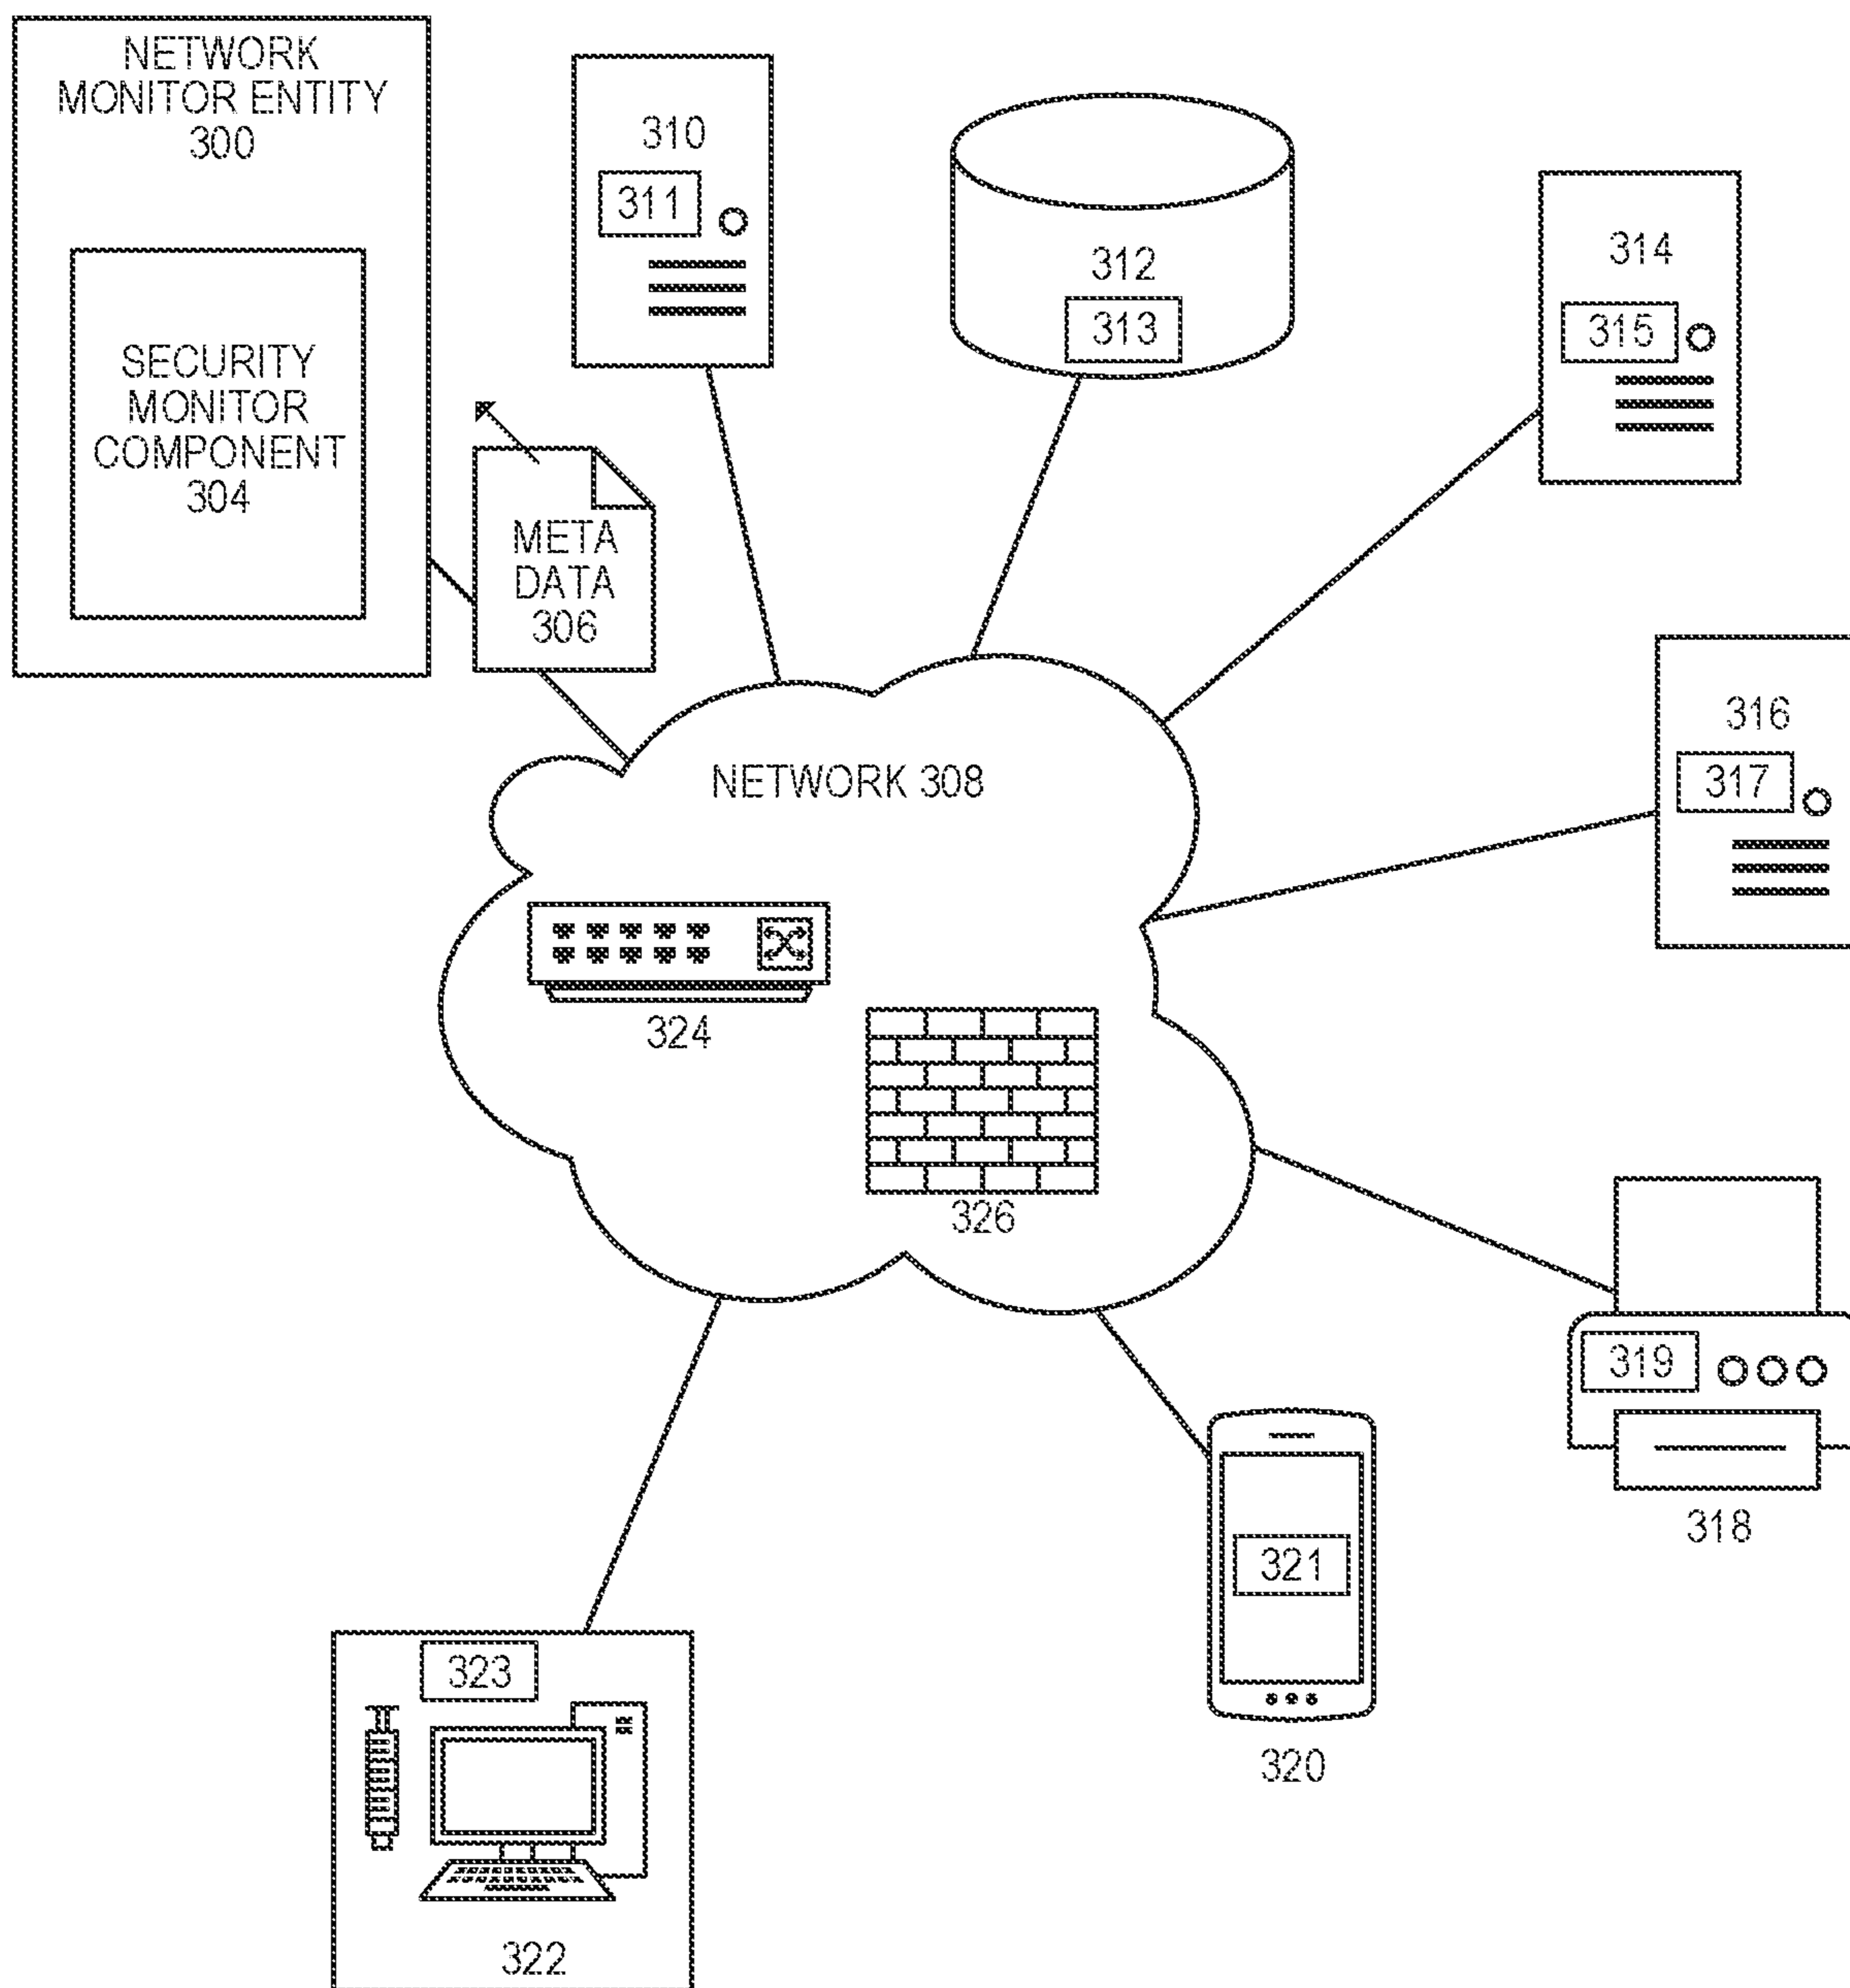 NETWORK
MONITOR ENTITY
300
SECURITY
MONITOR
COMPONENT
304
META
DATA
306
310
311
312
313
314
315
316
317
NETWORK 308
324
326
319
318
321
320
323
322